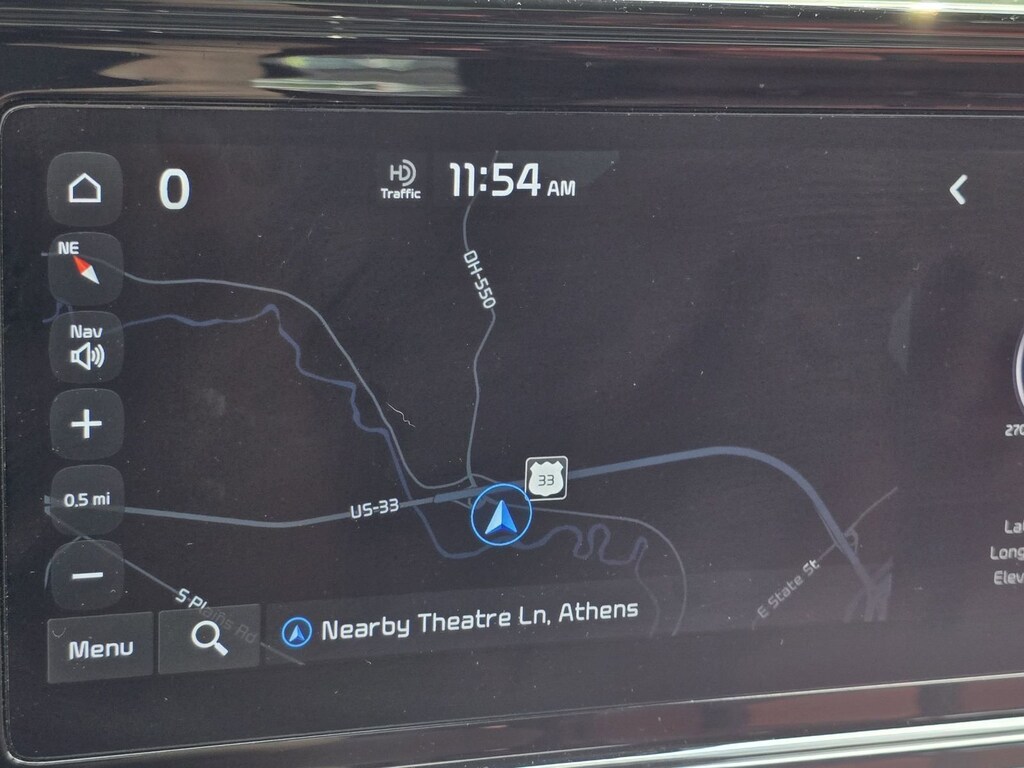 0
HD
Traffic
11:54 AM
NE
OH-550
Nav
270
0.5 mi
US-33
33
La
Long
Elev
S Plains Rd
E State St
Menu
Nearby Theatre Ln, Athens